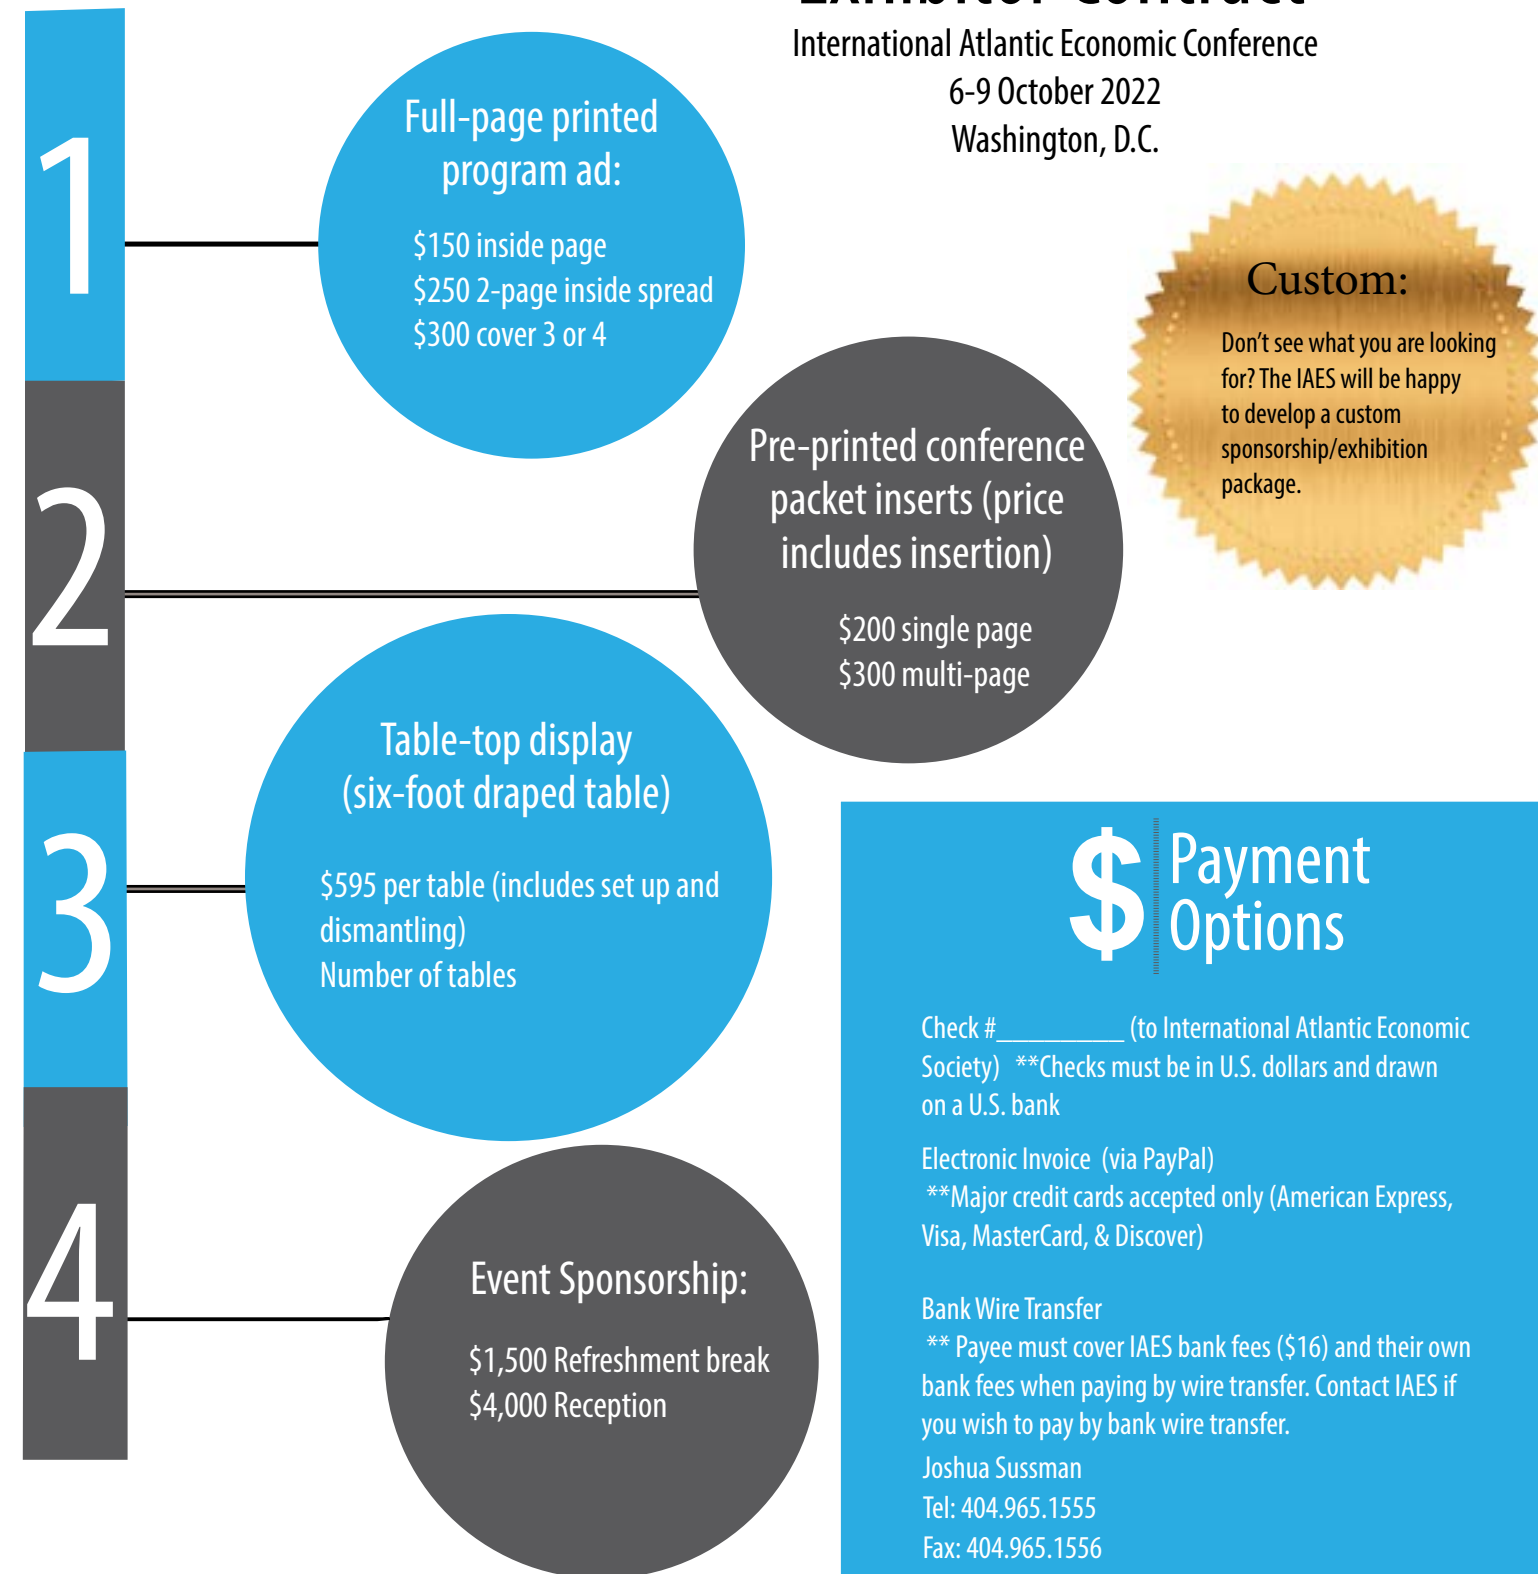 Exhibitor Contract
International Atlantic Economic Conference
6-9 October 2022
Washington, D.C.
1
Full-page printed
program ad:
$150 inside page
$250 2-page inside spread
$300 cover 3 or 4
Custom:
Don't see what you are looking
for? The IAES will be happy
to develop a custom
sponsorship/exhibition
package.
2
Pre-printed conference
packet inserts (price
includes insertion)
$200 single page
$300 multi-page
3
Table-top display
(six-foot draped table)
$595 per table (includes set up and
dismantling)
Number of tables
4
Event Sponsorship:
$1,500 Refreshment break
$4,000 Reception
$ Payment
Options
Check #__________ (to International Atlantic Economic
Society) **Checks must be in U.S. dollars and drawn
on a U.S. bank
Electronic Invoice (via PayPal)
**Major credit cards accepted only (American Express,
Visa, MasterCard, & Discover)
Bank Wire Transfer
** Payee must cover IAES bank fees ($16) and their own
bank fees when paying by wire transfer. Contact IAES if
you wish to pay by bank wire transfer.
Joshua Sussman
Tel: 404.965.1555
Fax: 404.965.1556